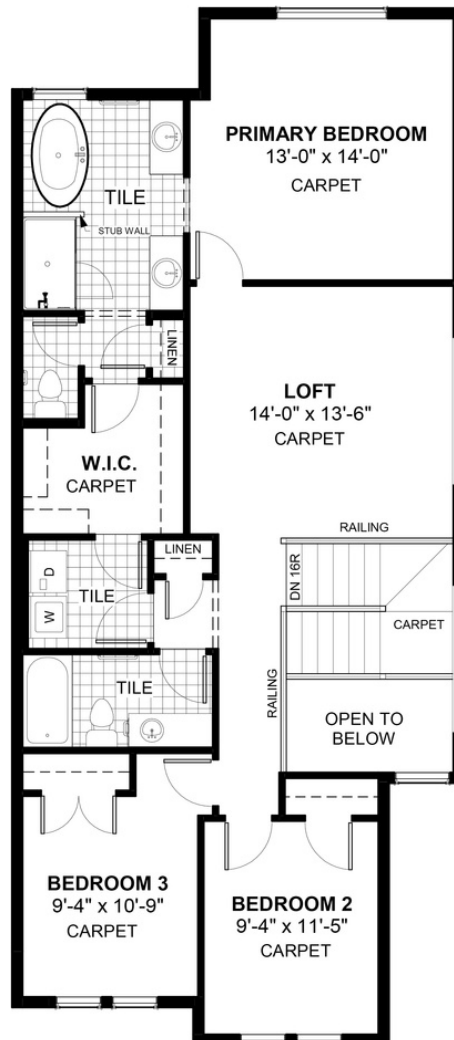 PRIMARY BEDROOM
13'-0" x 14'-0"
CARPET
TILE
STUB WALL
LINEN
LOFT
14'-0" x 13'-6"
CARPET
W.I.C.
CARPET
RAILING
LINEN
D
W
TILE
DN 16R
CARPET
TILE
RAILING
OPEN TO
BELOW
BEDROOM 3
9'-4" x 10'-9"
CARPET
BEDROOM 2
9'-4" x 11'-5"
CARPET